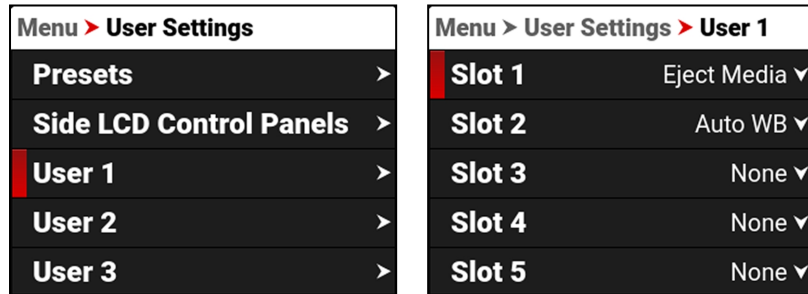 Menu > User Settings
Presets >
Side LCD Control Panels >
User 1 >
User 2 >
User 3 >
Menu > User Settings > User 1
Slot 1 Eject Media
Slot 2 Auto WB
Slot 3 None
Slot 4 None
Slot 5 None